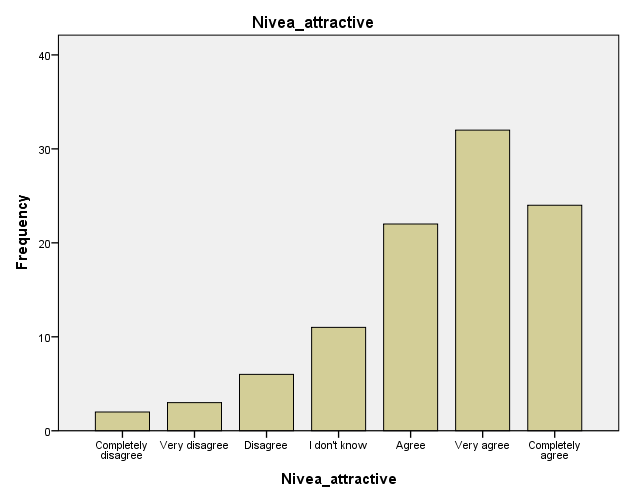 Nivea_attractive
Frequency
40
30
20
10
0
Completely
disagree
Very disagree
Disagree
I don't know
Agree
Very agree
Completely
agree
Nivea_attractive